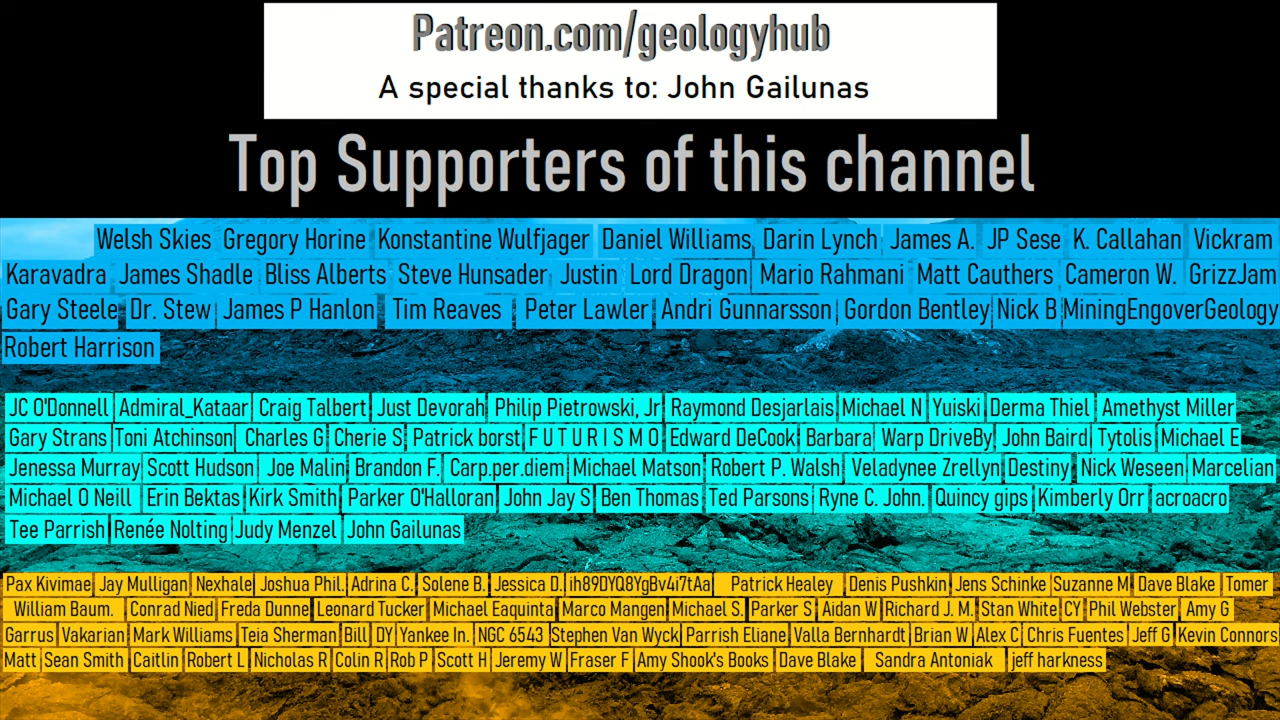 Patreon.com/geologyhub
A special thanks to: John Gailunas
Top Supporters of this channel
Welsh Skies Gregory Horine Konstantine Wulfjager Daniel Williams Darin Lynch James A. JP Sese K. Callahan Vickram
Karavadra James Shadle Bliss Alberts Steve Hunsader Justin Lord Dragon Mario Rahmani Matt Cauthers Cameron W. GrizzJam
Gary Steele Dr. Stew James P Hanlon Tim Reaves Peter Lawler Andri Gunnarsson Gordon Bentley Nick B MiningEngoverGeology
Robert Harrison
JC O'Donnell Admiral_Kataar Craig Talbert Just Devorah Philip Pietrowski, Jr Raymond Desjarlais Michael N Yuiski Derma Thiel Amethyst Miller
Gary Strans Toni Atchinson Charles G Cherie S Patrick borst F U T U R I S M O Edward DeCook Barbara Warp DriveBy John Baird Tytolis Michael E
Jenessa Murray Scott Hudson Joe Malin Brandon F. Carp.per.diem Michael Matson Robert P. Walsh Veladynee Zrellyn Destiny Nick Weseen Marcelian
Michael O Neill Erin Bektas Kirk Smith Parker O'Halloran John Jay S Ben Thomas Ted Parsons Ryne C. John. Quincy gips Kimberly Orr acroacro
Tee Parrish Renée Nolting Judy Menzel John Gailunas
Pax Kivimae Jay Mulligan Nexhale Joshua Phil. Adrina C. Solene B. Jessica D. ih89DYQ8YgBv4i7tAa Patrick Healey Denis Pushkin Jens Schinke Suzanne M Dave Blake Tomer
William Baum. Conrad Nied Freda Dunne Leonard Tucker Michael Eaquinta Marco Mangen Michael S. Parker S Aidan W Richard J. M. Stan White CY Phil Webster Amy G
Garrus Vakarian Mark Williams Teia Sherman Bill DY Yankee In. NGC 6543 Stephen Van Wyck Parrish Eliane Valla Bernhardt Brian W Alex C Chris Fuentes Jeff G Kevin Connors
Matt Sean Smith Caitlin Robert L Nicholas R Colin R Rob P Scott H Jeremy W Fraser F Amy Shook's Books Dave Blake Sandra Antoniak jeff harkness